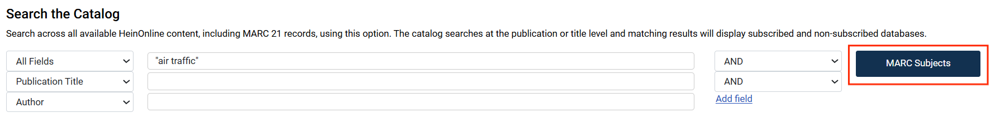 Search the Catalog
Search across all available HeinOnline content, including MARC 21 records, using this option. The catalog searches at the publication or title level and matching results will display subscribed and non-subscribed databases.
All Fields "air traffic" AND MARC Subjects
Publication Title AND
Author Add field